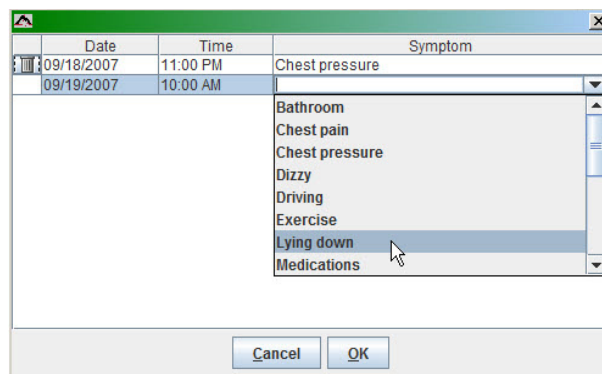 Date Time Symptom
09/18/2007 11:00 PM Chest pressure
09/19/2007 10:00 AM
Bathroom
Chest pain
Chest pressure
Dizzy
Driving
Exercise
Lying down
Medications
Cancel OK